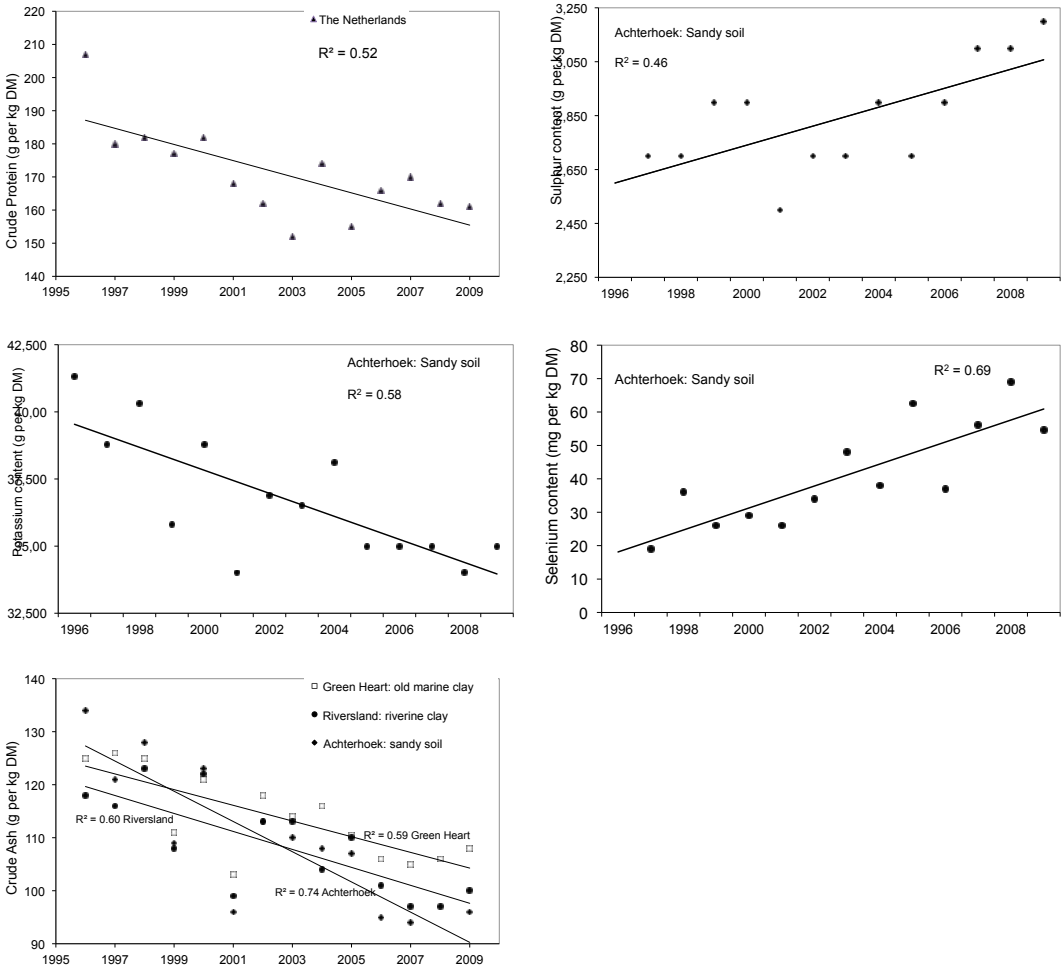 220
210
200
190
180
170
160
150
140
Crude Protein (g per kg DM)
The Netherlands
R² = 0.52
1995 1997 1999 2001 2003 2005 2007 2009
3,250
3,050
2,850
2,650
2,450
2,250
Sulphur content (g per kg DM)
Achterhoek: Sandy soil
R² = 0.46
1996 1998 2000 2002 2004 2006 2008
42,500
40,00
37,500
35,00
32,500
Potassium content (g per kg DM)
Achterhoek: Sandy soil
R² = 0.58
1996 1998 2000 2002 2004 2006 2008
80
70
60
50
40
30
20
10
0
Selenium content (mg per kg DM)
Achterhoek: Sandy soil
R² = 0.69
1996 1998 2000 2002 2004 2006 2008
140
130
120
110
100
90
Crude Ash (g per kg DM)
Green Heart: old marine clay
Riversland: riverine clay
Achterhoek: sandy soil
R² = 0.60 Riversland
R² = 0.59 Green Heart
R² = 0.74 Achterhoek
1995 1997 1999 2001 2003 2005 2007 2009